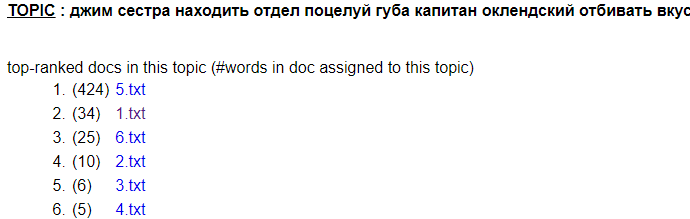 TOPIC : джим сестра находить отдел поцелуй губа капитан оклендский отбивать вкус
top-ranked docs in this topic (#words in doc assigned to this topic)
1. (424) 5.txt
2. (34) 1.txt
3. (25) 6.txt
4. (10) 2.txt
5. (6) 3.txt
6. (5) 4.txt